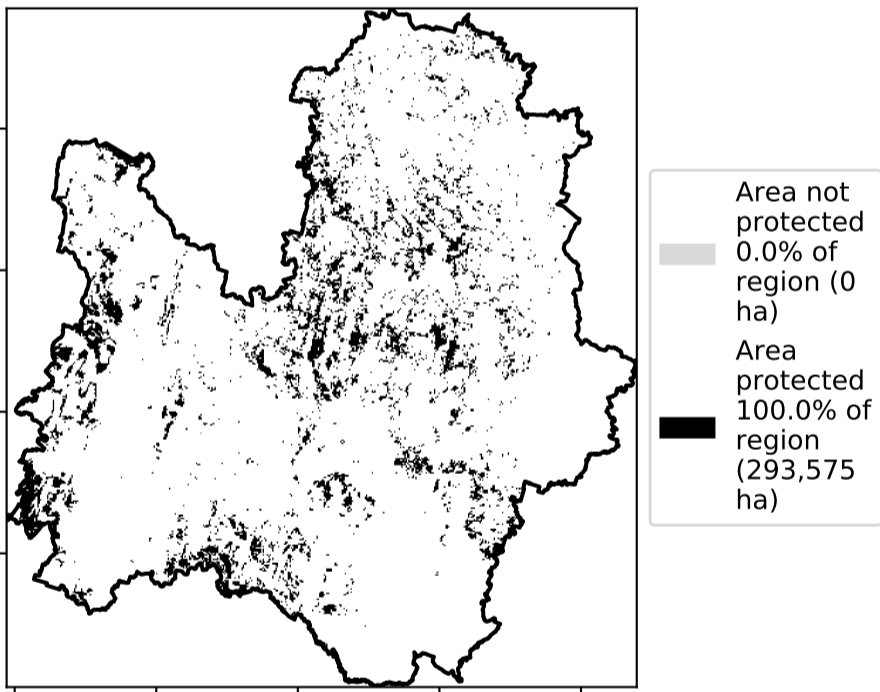 Area not
protected
0.0% of
region (0
ha)
Area
protected
100.0% of
region
(293,575
ha)